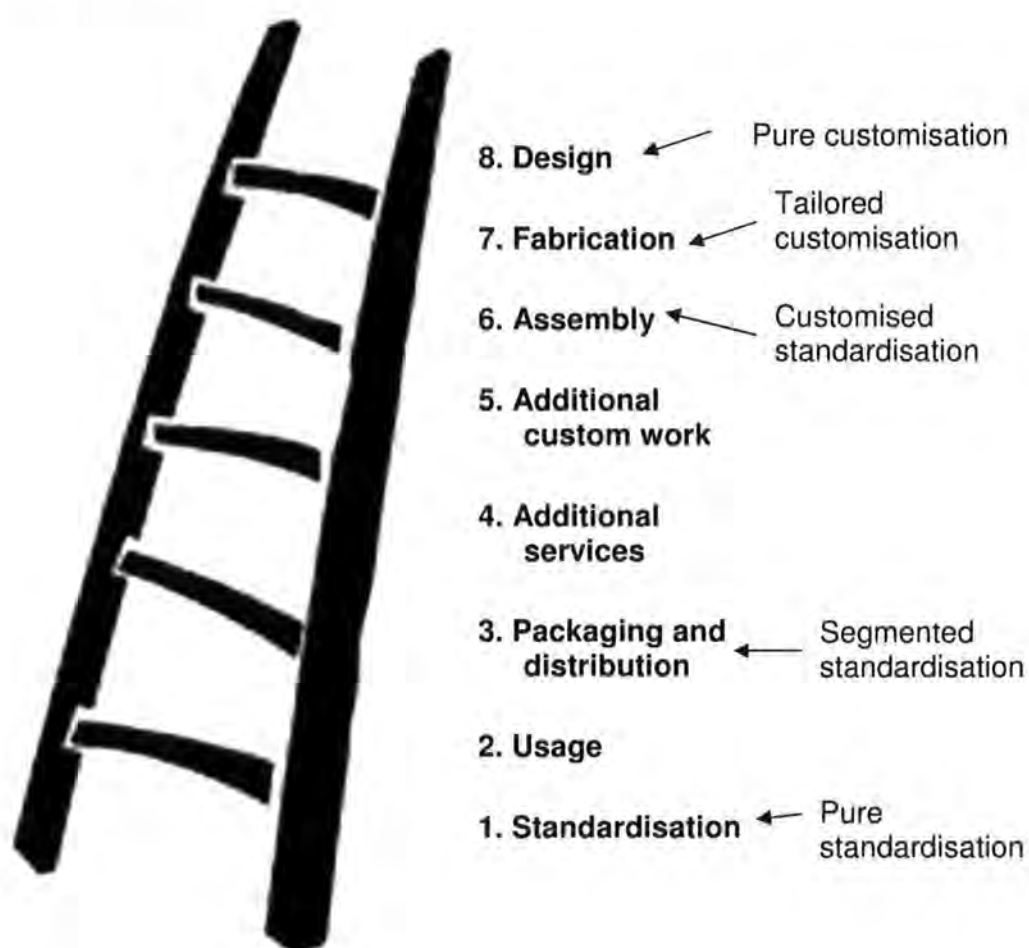 8. Design
Pure customisation
7. Fabrication
Tailored
customisation
6. Assembly
Customised
standardisation
5. Additional
custom work
4. Additional
services
3. Packaging and
distribution
Segmented
standardisation
2. Usage
1. Standardisation
Pure
standardisation